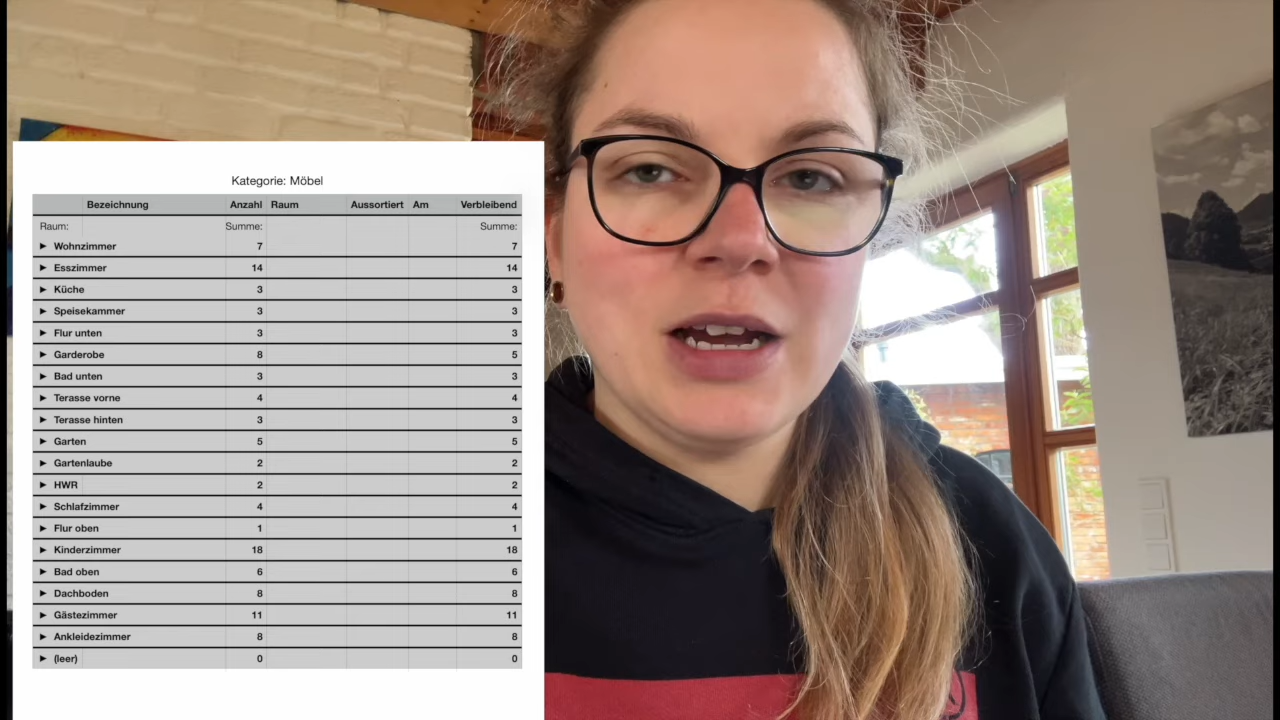 Kategorie: Möbel
Bezeichnung Anzahl Raum Aussortiert Am Verbleibend
Raum: Summe: Summe:
► Wohnzimmer 7 7
► Esszimmer 14 14
► Küche 3 3
► Speisekammer 3 3
► Flur unten 3 3
► Garderobe 8 5
► Bad unten 3 3
► Terasse vorne 4 4
► Terasse hinten 3 3
► Garten 5 5
► Gartenlaube 2 2
► HWR 2 2
► Schlafzimmer 4 4
► Flur oben 1 1
► Kinderzimmer 18 18
► Bad oben 6 6
► Dachboden 8 8
► Gästezimmer 11 11
► Ankleidezimmer 8 8
► (leer) 0 0